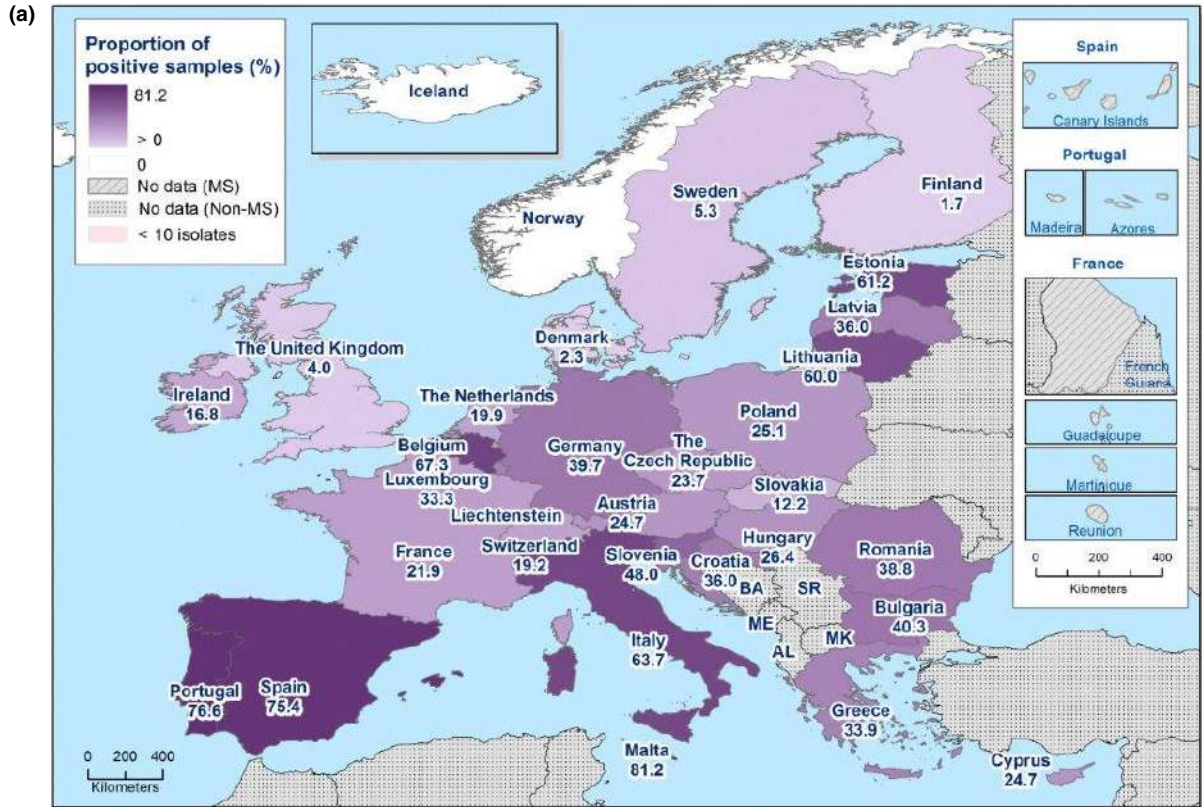 (a)
Proportion of
positive samples (%)
81.2
> 0
0
No data (MS)
No data (Non-MS)
< 10 isolates
Iceland
Norway
Sweden
5.3
Finland
1.7
Estonia
61.2
Latvia
36.0
Lithuania
60.0
Denmark
2.3
The United Kingdom
4.0
Ireland
16.8
The Netherlands
19.9
Belgium
67.3
Luxembourg
33.3
Germany
39.7
The
Czech Republic
23.7
Poland
25.1
Slovakia
12.2
Liechtenstein
Austria
24.7
France
21.9
Switzerland
19.2
Slovenia
48.0
Hungary
26.4
Croatia
36.0
Romania
38.8
BA
SR
Bulgaria
40.3
ME
MK
AL
Italy
63.7
Portugal
76.6
Spain
75.4
Greece
33.9
Malta
81.2
Cyprus
24.7
0 200 400
Kilometers
Spain
Canary Islands
Portugal
Madeira
Azores
France
French
Guiana
Guadeloupe
Martinique
Reunion
0 200 400
Kilometers